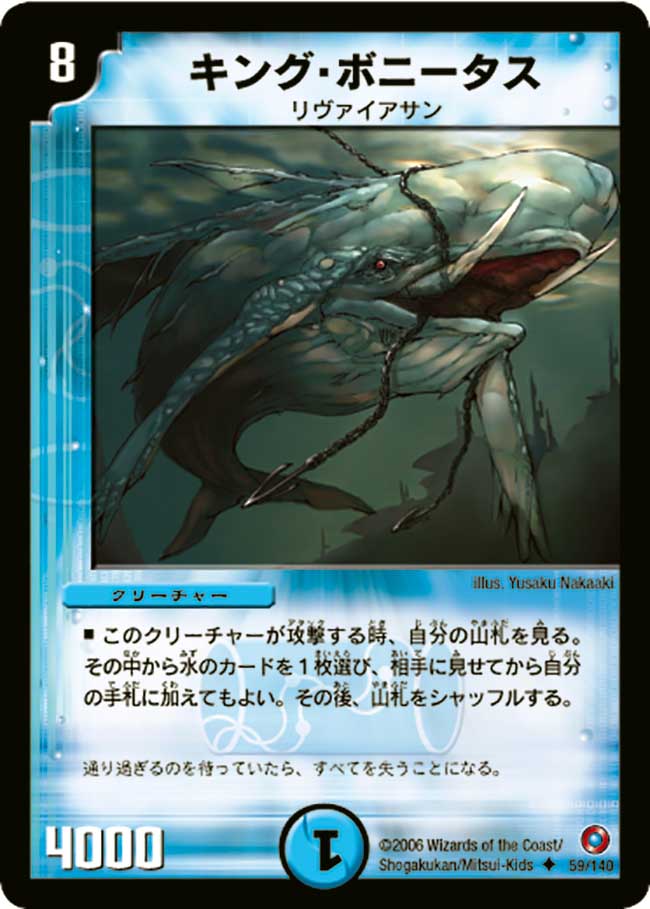 8
キング・ボニータス
リヴァイアサン
illus. Yusaku Nakaaki
クリーチャー
■ このクリーチャーが攻撃する時、自分の山札を見る。
その中から水のカードを1枚選び、相手に見せてから自分
の手札に加えてもよい。その後、山札をシャッフルする。
通り過ぎるのを待っていたら、すべてを失うことになる。
4000
1
©2006 Wizards of the Coast/
Shogakukan/Mitsui-Kids ♦ 59/140